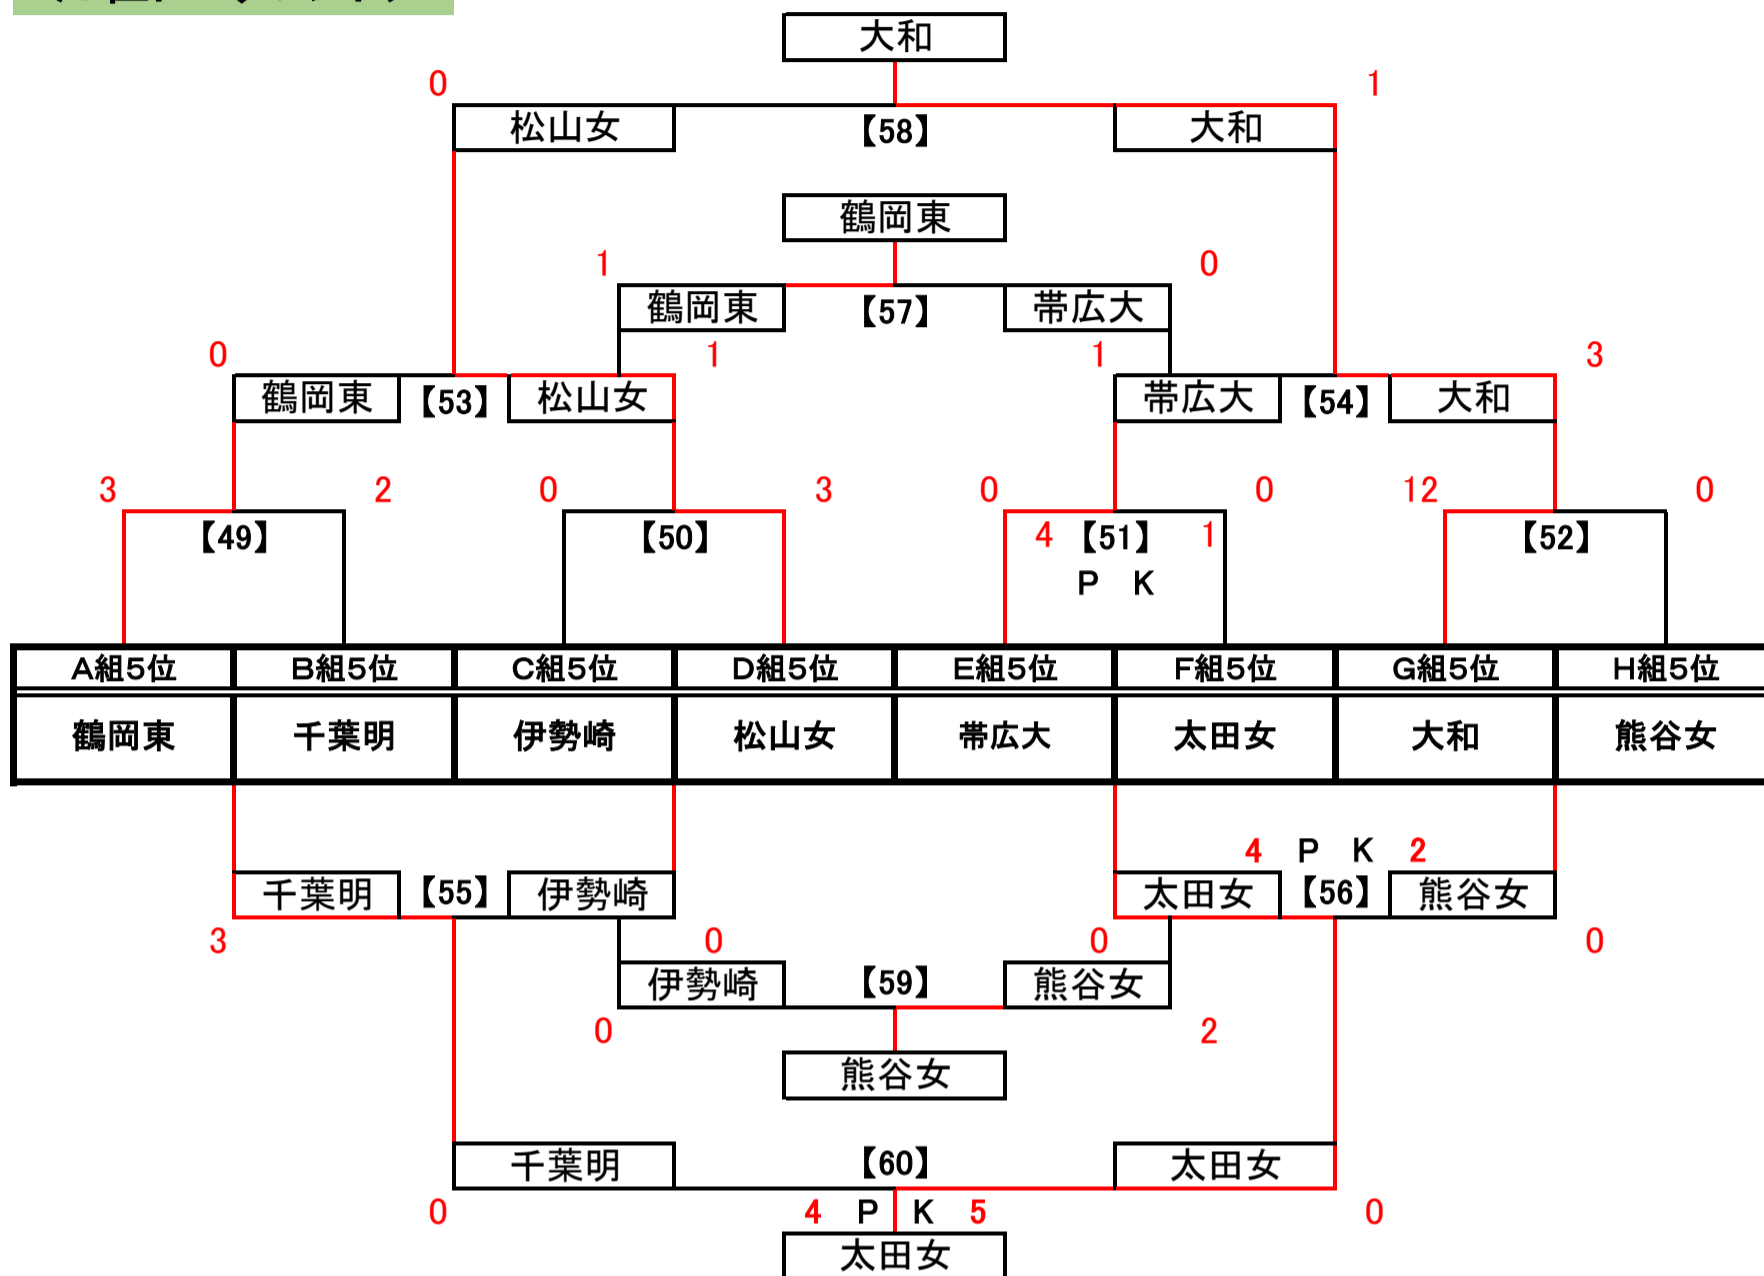 大和
0 1
松山女 【58】 大和
鶴岡東
1 0
鶴岡東 【57】 帯広大
0 1 1 3
鶴岡東 【53】 松山女 帯広大 【54】 大和
3 2 0 3 0 0 12 0
【49】 【50】 4 【51】 1 【52】
P K
A組5位 B組5位 C組5位 D組5位 E組5位 F組5位 G組5位 H組5位
鶴岡東 千葉明 伊勢崎 松山女 帯広大 太田女 大和 熊谷女
4 P K 2
千葉明 【55】 伊勢崎 太田女 【56】 熊谷女
3 0 0 0
伊勢崎 【59】 熊谷女
0 2
熊谷女
千葉明 【60】 太田女
0 4 P K 5 0
太田女